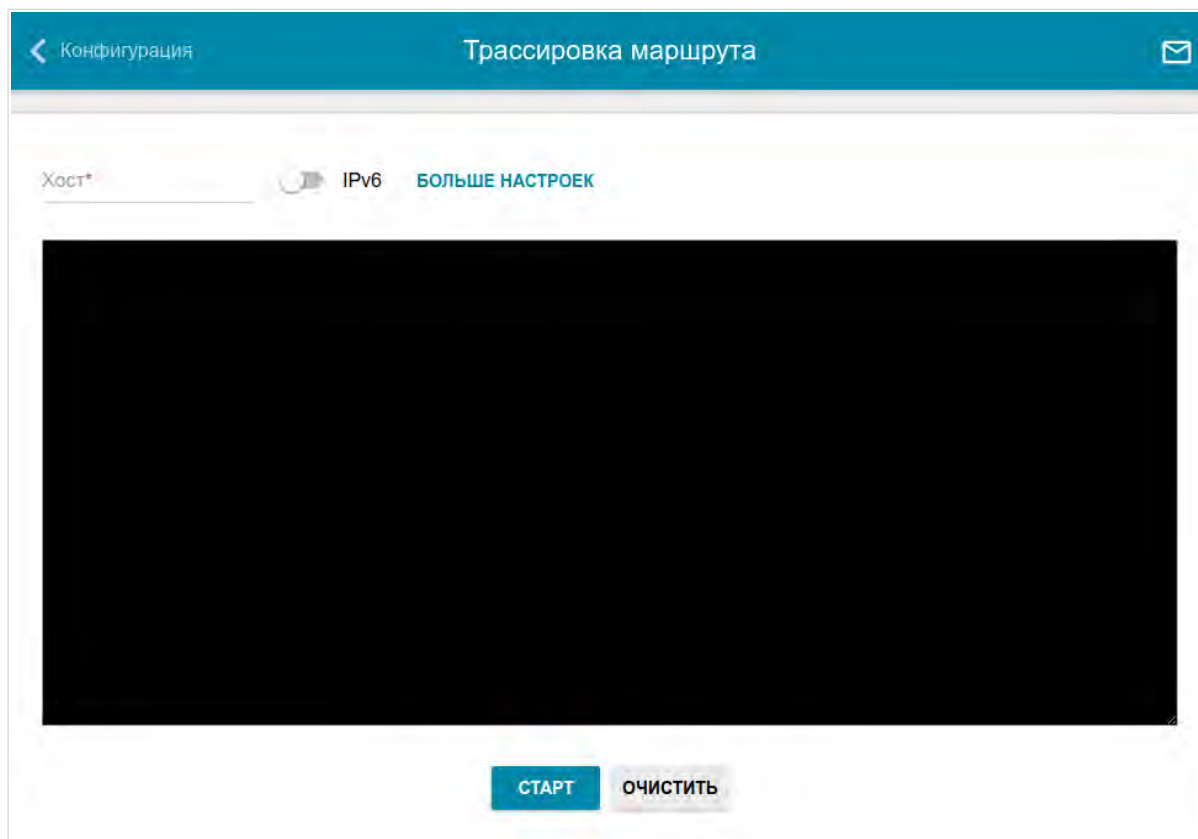 Конфигурация Трассировка маршрута
Хост* IPv6 БОЛЬШЕ НАСТРОЕК
СТАРТ ОЧИСТИТЬ